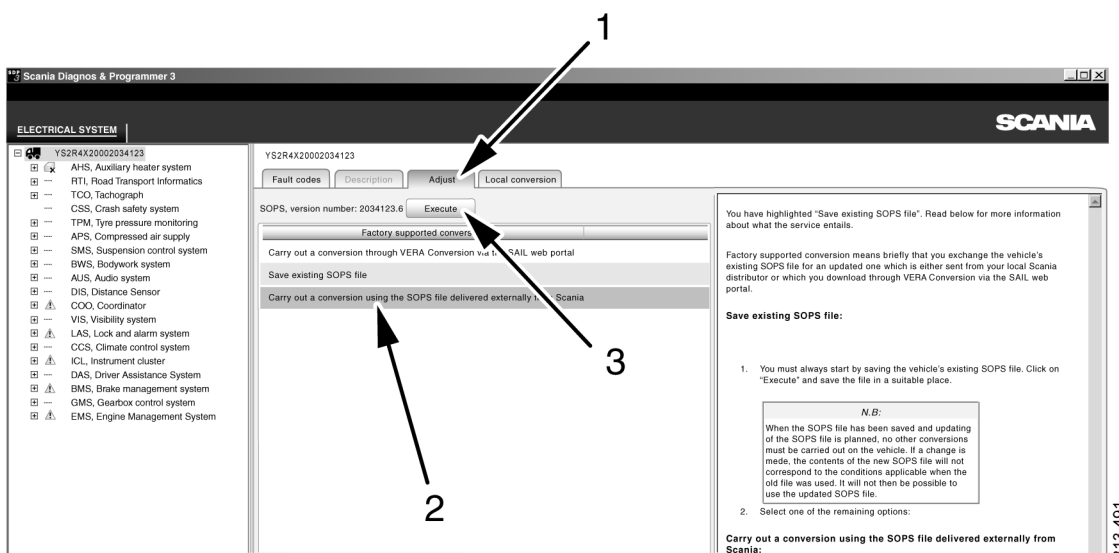 1
SDP
3
Scania Diagnos & Programmer 3
ELECTRICAL SYSTEM
SCANIA
YS2R4X20002034123
AHS, Auxiliary heater system
RTI, Road Transport Informatics
TCO, Tachograph
CSS, Crash safety system
TPM, Tyre pressure monitoring
APS, Compressed air supply
SMS, Suspension control system
BWS, Bodywork system
AUS, Audio system
DIS, Distance Sensor
COO, Coordinator
VIS, Visibility system
LAS, Lock and alarm system
CCS, Climate control system
ICL, Instrument cluster
DAS, Driver Assistance System
BMS, Brake management system
GMS, Gearbox control system
EMS, Engine Management System
YS2R4X20002034123
Fault codes
Description
Adjust
Local conversion
SOPS, version number: 2034123.6
Execute
Factory supported convers
Carry out a conversion through VERA Conversion via the SAIL web portal
Save existing SOPS file
Carry out a conversion using the SOPS file delivered externally from Scania
3
2
You have highlighted “Save existing SOPS file”. Read below for more information
about what the service entails.
Factory supported conversion means briefly that you exchange the vehicle’s
existing SOPS file for an updated one which is either sent from your local Scania
distributor or which you download through VERA Conversion via the SAIL web
portal.
Save existing SOPS file:
1. You must always start by saving the vehicle’s existing SOPS file. Click on
“Execute” and save the file in a suitable place.
N.B:
When the SOPS file has been saved and updating
of the SOPS file is planned, no other conversions
must be carried out on the vehicle. If a change is
mede, the contents of the new SOPS file will not
correspond to the conditions applicable when the
old file was used. It will not then be possible to
use the updated SOPS file.
2. Select one of the remaining options:
Carry out a conversion using the SOPS file delivered externally from
Scania: